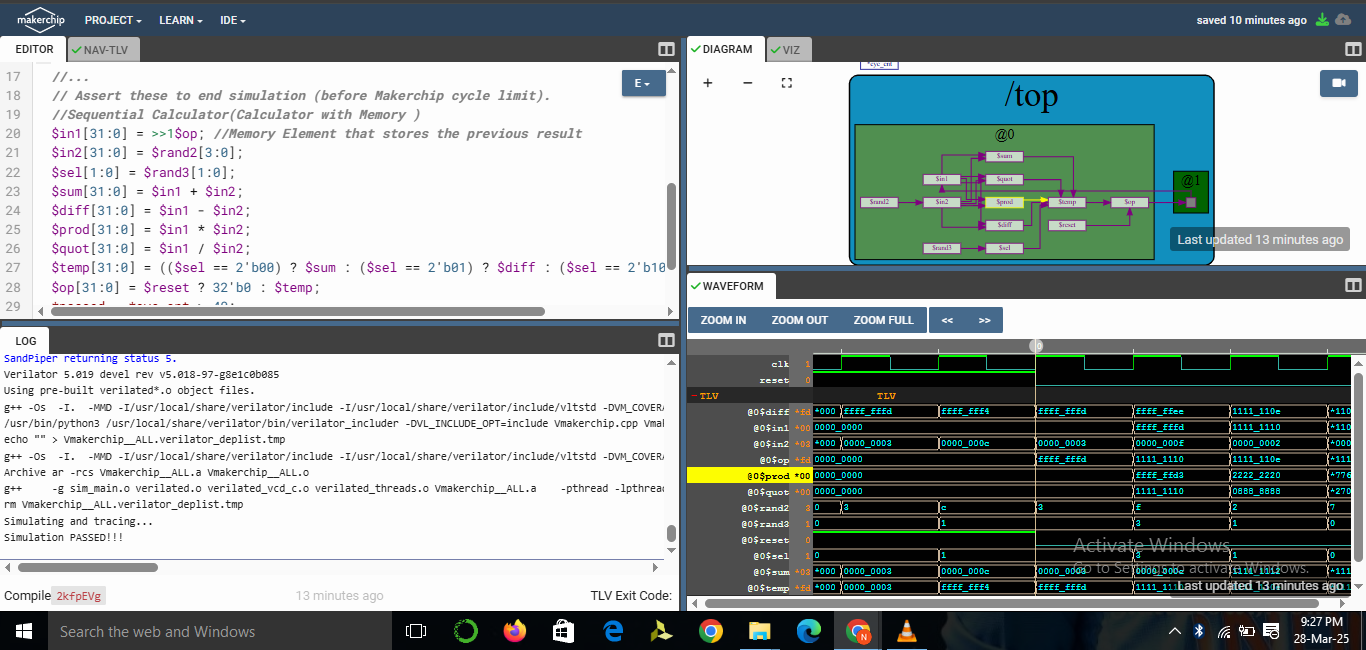 makerchip PROJECT LEARN IDE saved 10 minutes ago
EDITOR NAV-TLV
17 //...
18 // Assert these to end simulation (before Makerchip cycle limit).
19 //Sequential Calculator(Calculator with Memory )
20 $in1[31:0] = >>1$op; //Memory Element that stores the previous result
21 $in2[31:0] = $rand2[3:0];
22 $sel[1:0] = $rand3[1:0];
23 $sum[31:0] = $in1 + $in2;
24 $diff[31:0] = $in1 - $in2;
25 $prod[31:0] = $in1 * $in2;
26 $quot[31:0] = $in1 / $in2;
27 $temp[31:0] = (($sel == 2'b00) ? $sum : ($sel == 2'b01) ? $diff : ($sel == 2'b10
28 $op[31:0] = $reset ? 32'b0 : $temp;
29
E
LOG
SandPiper returning status 5.
Verilator 5.019 devel rev v5.018-97-g8e1c0b085
Using pre-built verilated*.o object files.
g++ -Os -I. -MMD -I/usr/local/share/verilator/include -I/usr/local/share/verilator/include/vltstd -DVM_COVERA
/usr/bin/python3 /usr/local/share/verilator/bin/verilator_includer -DVL_INCLUDE_OPT=include Vmakerchip.cpp Vmak
echo "" > Vmakerchip__ALL.verilator_deplist.tmp
g++ -Os -I. -MMD -I/usr/local/share/verilator/include -I/usr/local/share/verilator/include/vltstd -DVM_COVERA
Archive ar -rcs Vmakerchip__ALL.a Vmakerchip__ALL.o
g++ -g sim_main.o verilated.o verilated_vcd_c.o verilated_threads.o Vmakerchip__ALL.a -pthread -lpthread
rm Vmakerchip__ALL.verilator_deplist.tmp
Simulating and tracing...
Simulation PASSED!!!
Compile 2kfpEVg 13 minutes ago TLV Exit Code:
DIAGRAM VIZ
/top
@0
@1
$sum
$in1 $quot
$rand2 $in2 $prod $temp $op
$diff $reset
$rand3 $sel
Last updated 13 minutes ago
WAVEFORM
ZOOM IN ZOOM OUT ZOOM FULL << >>
0
clk 1
reset 0
TLV TLV
@0$diff *fd *000 ffff_fffd ffff_fff4 ffff_fffd ffff_ffee 1111_110e *110
@0$in1 *00 0000_0000 ffff_fffd 1111_1110 *110
@0$in2 *03 *000 0000_0003 0000_000c 0000_0003 0000_000f 0000_0002 *000
@0$op *fd 0000_0000 ffff_fffd 1111_1110 1111_110e *111
@0$prod *00 0000_0000 ffff_ffd3 2222_2220 *776
@0$quot *00 0000_0000 1111_1110 0888_8888 *270
@0$rand2 3 0 3 c 3 f 2 7
@0$rand3 1 0 1 3 1 0
@0$reset 0
@0$sel 1 0 1 3 1 0
@0$sum *03 *000 0000_0003 0000_000c 0000_0003 0000_000c 1111_1112 *111
@0$temp *fd *000 0000_0003 ffff_fff4 ffff_fffd
Activate Windows
Go to Settings to activate Windows.
Last updated 13 minutes ago
Search the web and Windows
9:27 PM
28-Mar-25